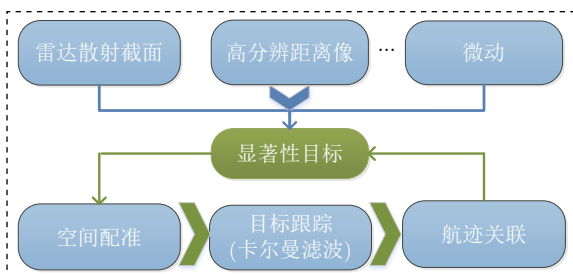 雷达散射截面
高分辨距离像
···
微动
显著性目标
空间配准
目标跟踪
(卡尔曼滤波)
航迹关联